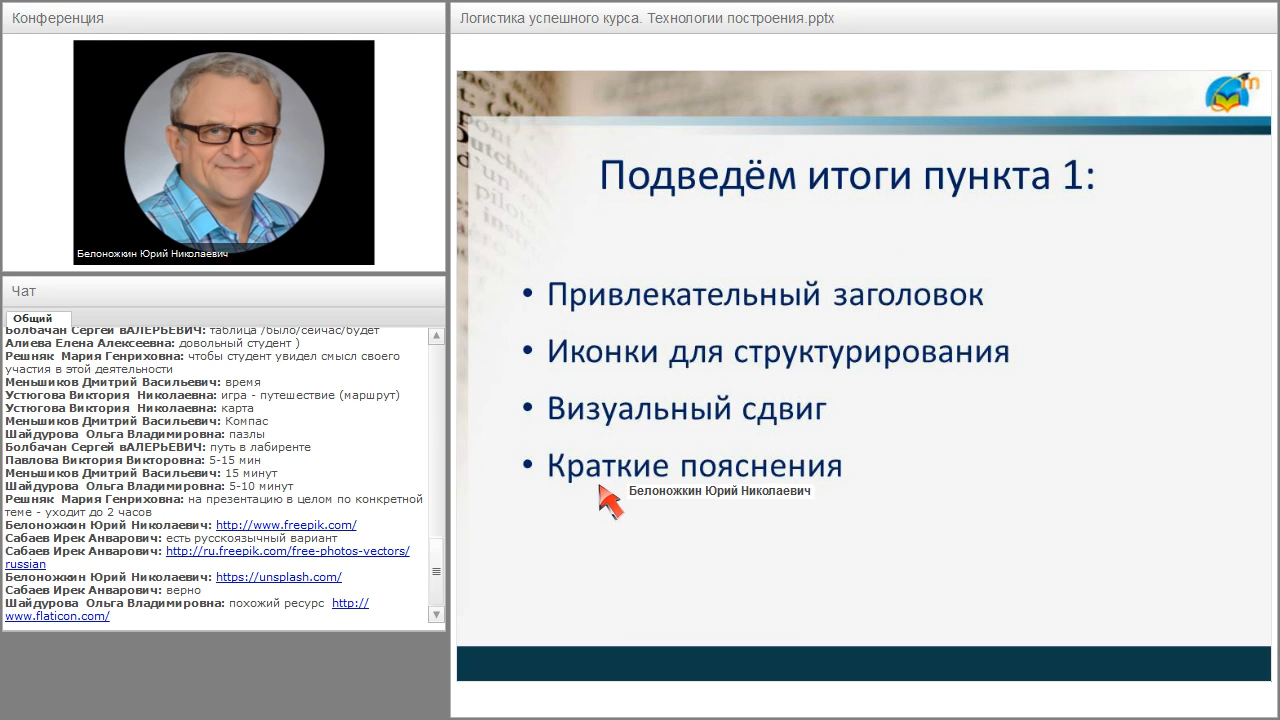 Конференция
Белоножкин Юрий Николаевич
Чат
Общий
Болбачан Сергей вАЛЕРЬЕВИЧ: таблица /было/сейчас/будет
Алиева Елена Алексеевна: довольный студент )
Решняк  Мария Генриховна: чтобы студент увидел смысл своего
участия в этой деятельности
Меньшиков Дмитрий Васильевич: время
Устюгова Виктория  Николаевна: игра - путешествие (маршрут)
Устюгова Виктория  Николаевна: карта
Меньшиков Дмитрий Васильевич: Компас
Шайдурова  Ольга Владимировна: пазлы
Болбачан Сергей вАЛЕРЬЕВИЧ: путь в лабиренте
Павлова Виктория Викторовна: 5-15 мин
Меньшиков Дмитрий Васильевич: 15 минут
Шайдурова  Ольга Владимировна: 5-10 минут
Решняк  Мария Генриховна: на презентацию в целом по конкретной
теме - уходит до 2 часов
Белоножкин Юрий Николаевич: http://www.freepik.com/
Сабаев Ирек Анварович: есть русскоязычный вариант
Сабаев Ирек Анварович: http://ru.freepik.com/free-photos-vectors/
russian
Белоножкин Юрий Николаевич: https://unsplash.com/
Сабаев Ирек Анварович: верно
Шайдурова  Ольга Владимировна: похожий ресурс  http://
www.flaticon.com/
Логистика успешного курса. Технологии построения.pptx
m
Dutchm
Подведём итоги пункта 1:
• Привлекательный заголовок
• Иконки для структурирования
• Визуальный сдвиг
• Краткие пояснения
Белоножкин Юрий Николаевич